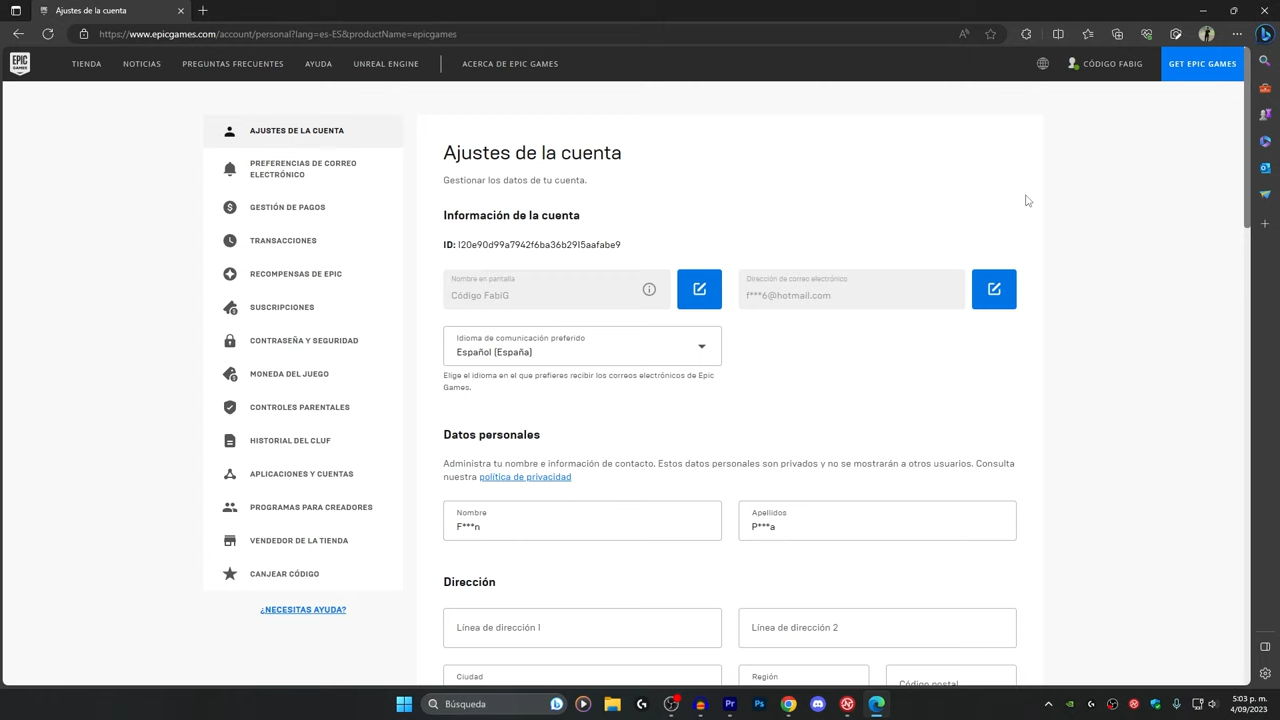 Ajustes de la cuenta
https://www.epicgames.com/account/personal?lang=es-ES&productName=epicgames
EPIC GAMES
TIENDA
NOTICIAS
PREGUNTAS FRECUENTES
AYUDA
UNREAL ENGINE
ACERCA DE EPIC GAMES
CÓDIGO FABIG
GET EPIC GAMES
AJUSTES DE LA CUENTA
PREFERENCIAS DE CORREO
ELECTRÓNICO
GESTIÓN DE PAGOS
TRANSACCIONES
RECOMPENSAS DE EPIC
SUSCRIPCIONES
CONTRASEÑA Y SEGURIDAD
MONEDA DEL JUEGO
CONTROLES PARENTALES
HISTORIAL DEL CLUF
APLICACIONES Y CUENTAS
PROGRAMAS PARA CREADORES
VENDEDOR DE LA TIENDA
CANJEAR CÓDIGO
¿NECESITAS AYUDA?
Ajustes de la cuenta
Gestionar los datos de tu cuenta.
Información de la cuenta
ID: 120e90d99a7942f6ba36b2915aafabe9
Nombre en pantalla
Código FabiG
Dirección de correo electrónico
f***6@hotmail.com
Idioma de comunicación preferido
Español (España)
Elige el idioma en el que prefieres recibir los correos electrónicos de Epic
Games.
Datos personales
Administra tu nombre e información de contacto. Estos datos personales son privados y no se mostrarán a otros usuarios. Consulta
nuestra política de privacidad
Nombre
F***n
Apellidos
P***a
Dirección
Línea de dirección 1
Línea de dirección 2
Ciudad
Región
Código postal
Búsqueda
5:03 p. m.
4/09/2023